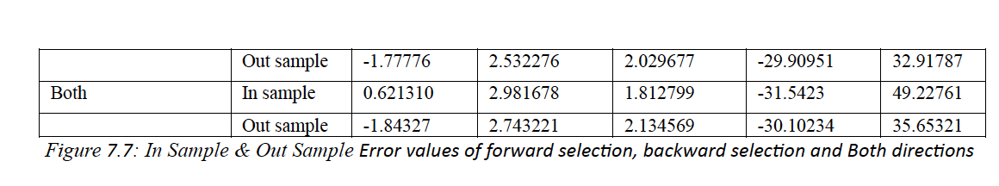 Out sample -1.77776 2.532276 2.029677 -29.90951 32.91787
Both In sample 0.621310 2.981678 1.812799 -31.5423 49.22761
Out sample -1.84327 2.743221 2.134569 -30.10234 35.65321
Figure 7.7: In Sample & Out Sample Error values of forward selection, backward selection and Both directions